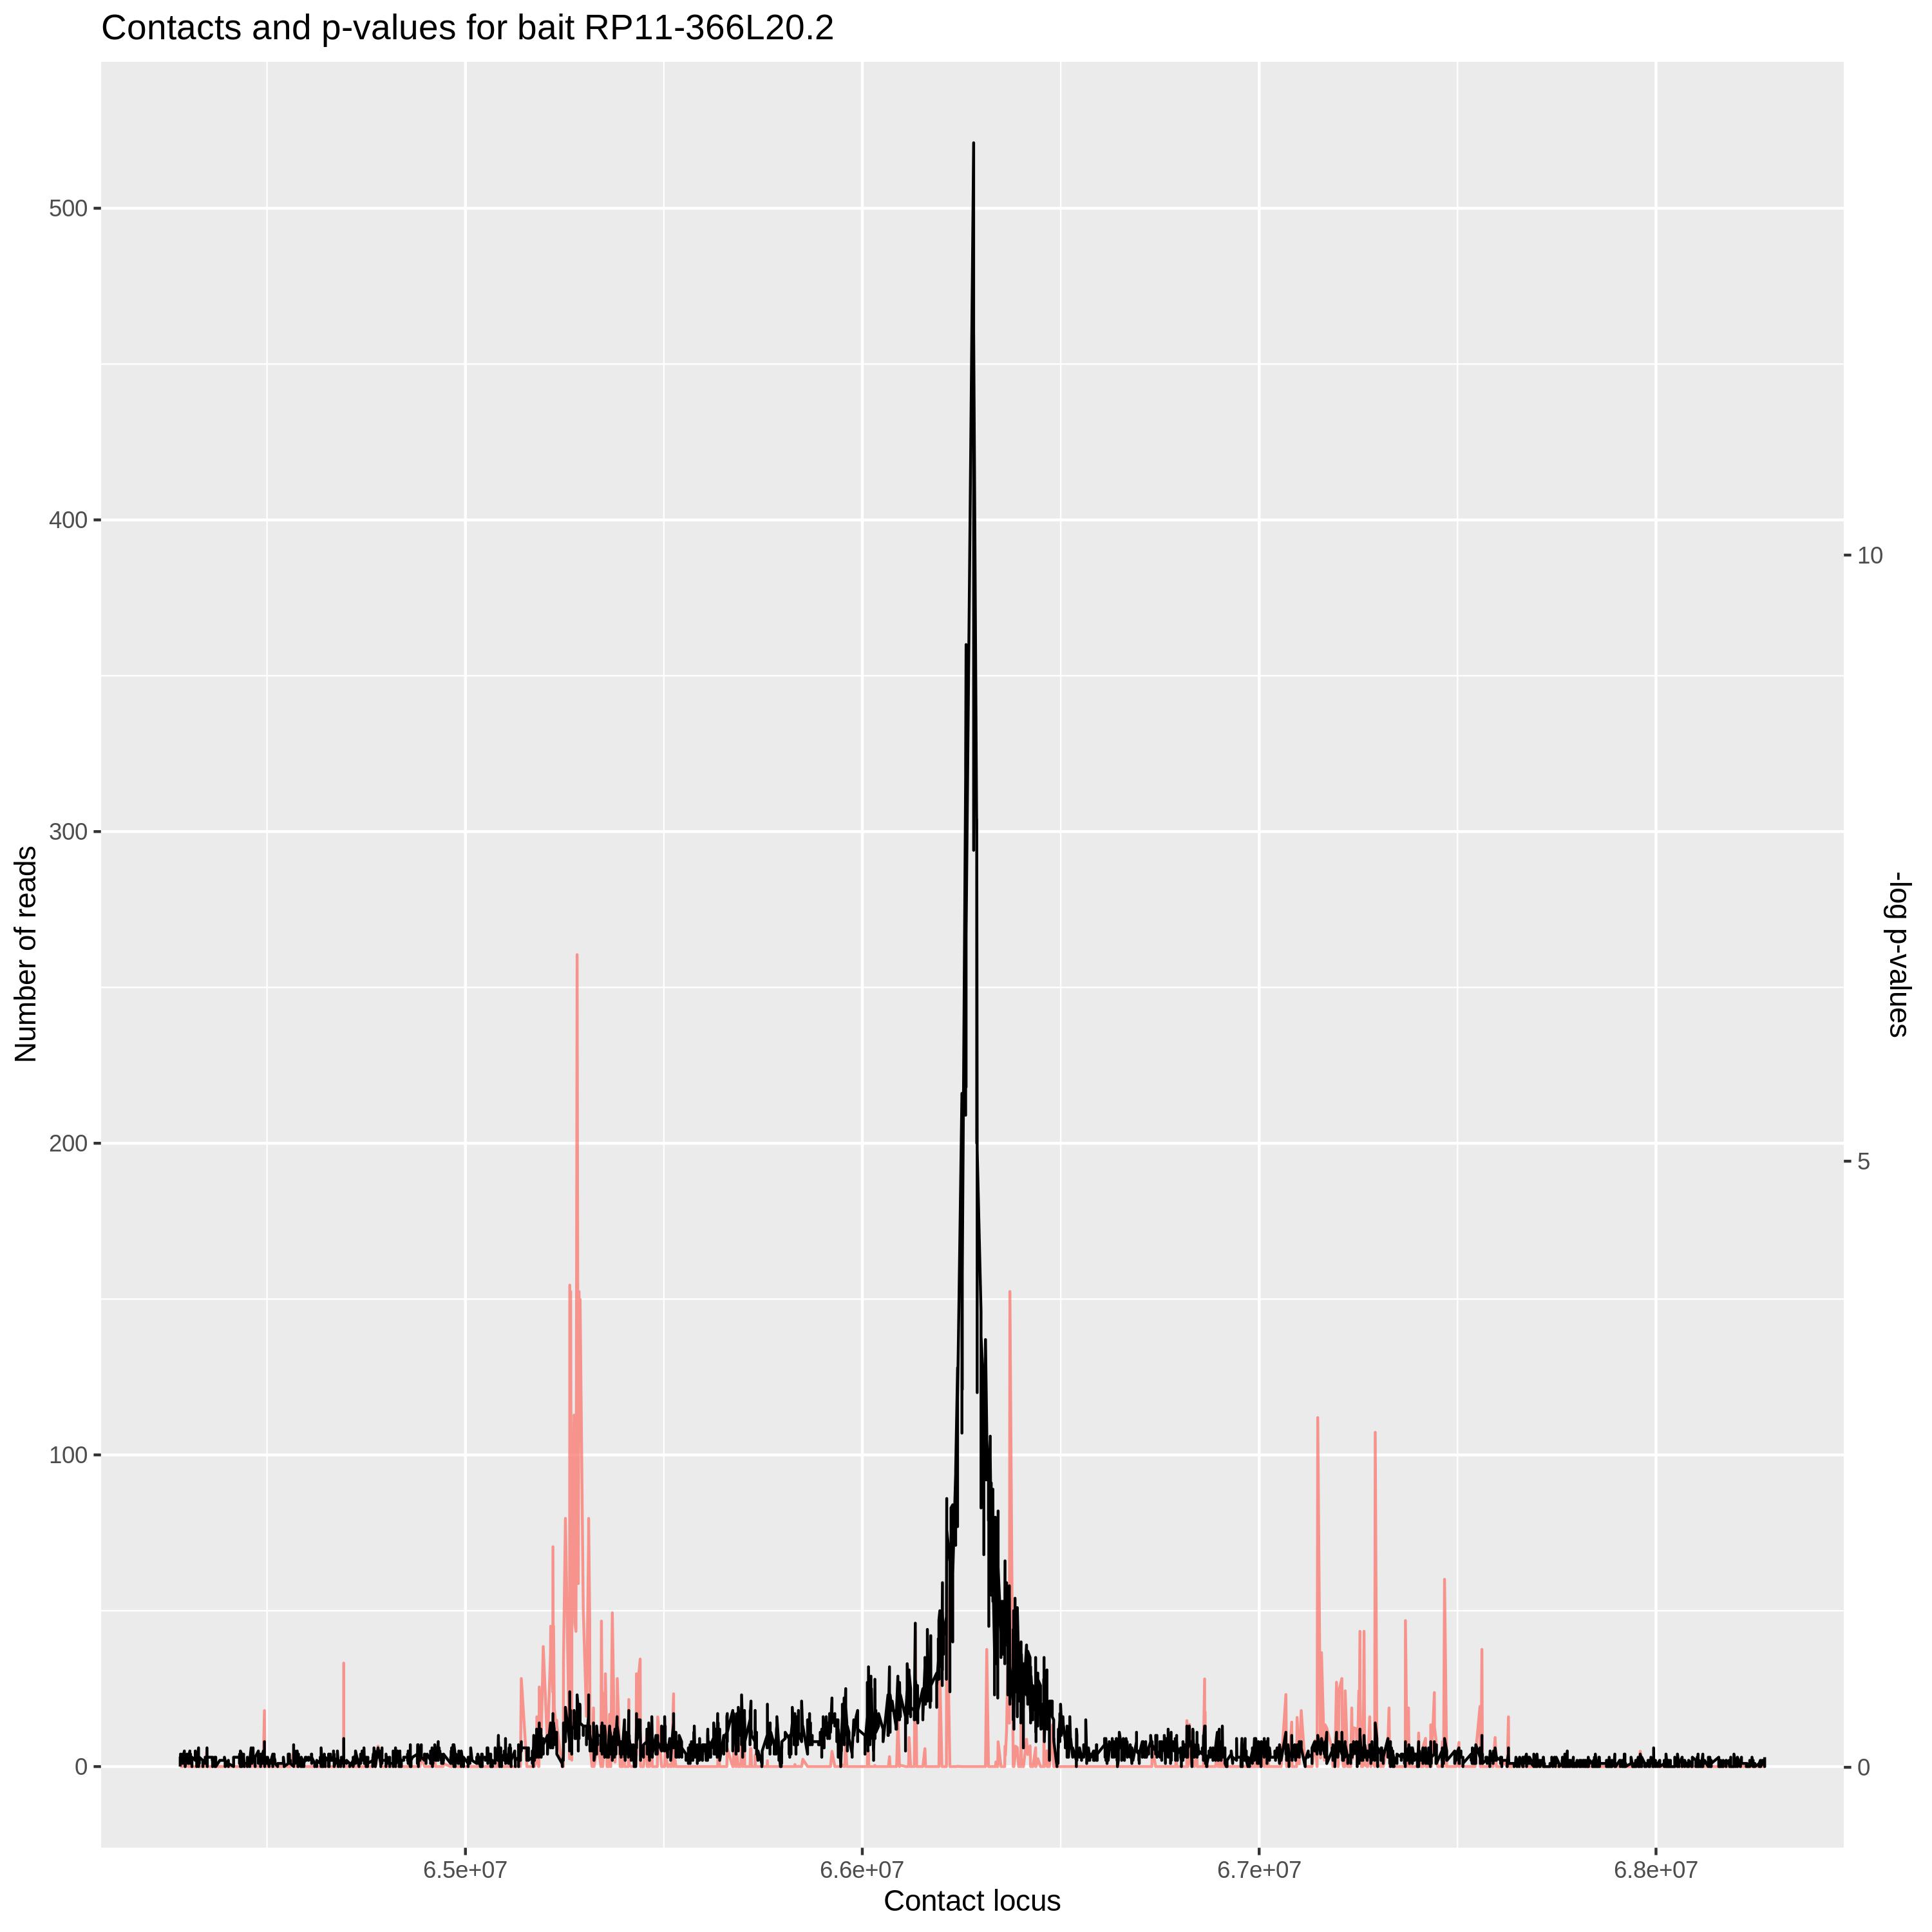 Contacts and p-values for bait RP11-366L20.2
500
400
300
200
100
0
10
5
0
Number of reads
-log p-values
6.5e+07
6.6e+07
6.7e+07
6.8e+07
Contact locus